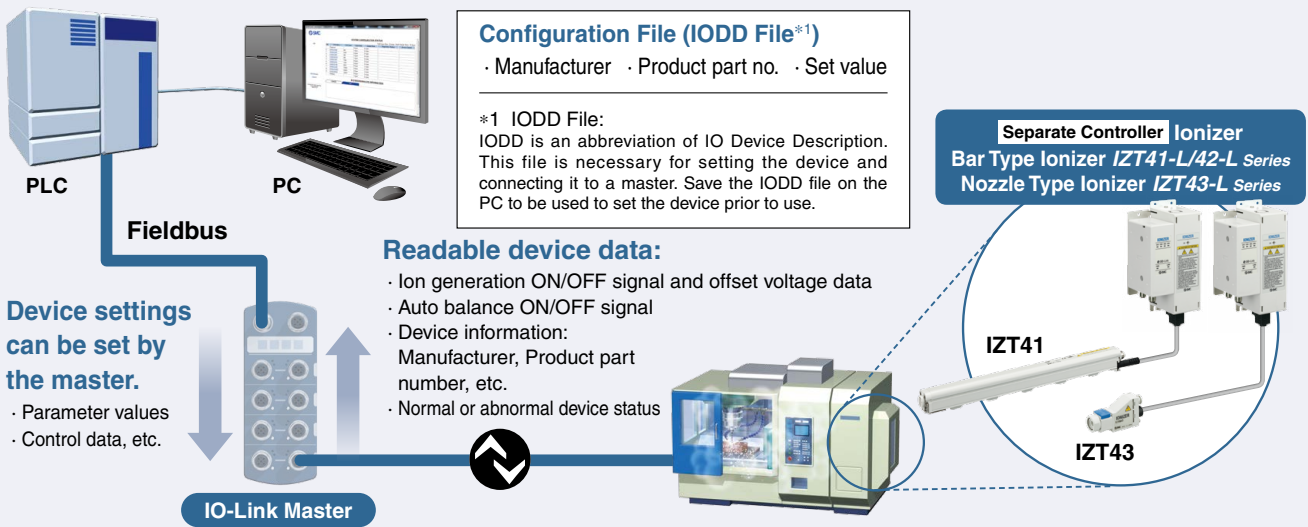 Configuration File (IODD File*1)
· Manufacturer · Product part no. · Set value
*1 IODD File:
IODD is an abbreviation of IO Device Description.
This file is necessary for setting the device and
connecting it to a master. Save the IODD file on the
PC to be used to set the device prior to use.
PLC
PC
Separate Controller Ionizer
Bar Type Ionizer IZT41-L/42-L Series
Nozzle Type Ionizer IZT43-L Series
Fieldbus
Readable device data:
· Ion generation ON/OFF signal and offset voltage data
· Auto balance ON/OFF signal
· Device information:
Manufacturer, Product part
number, etc.
· Normal or abnormal device status
Device settings
can be set by
the master.
· Parameter values
· Control data, etc.
IO-Link Master
IZT41
IZT43
SMC